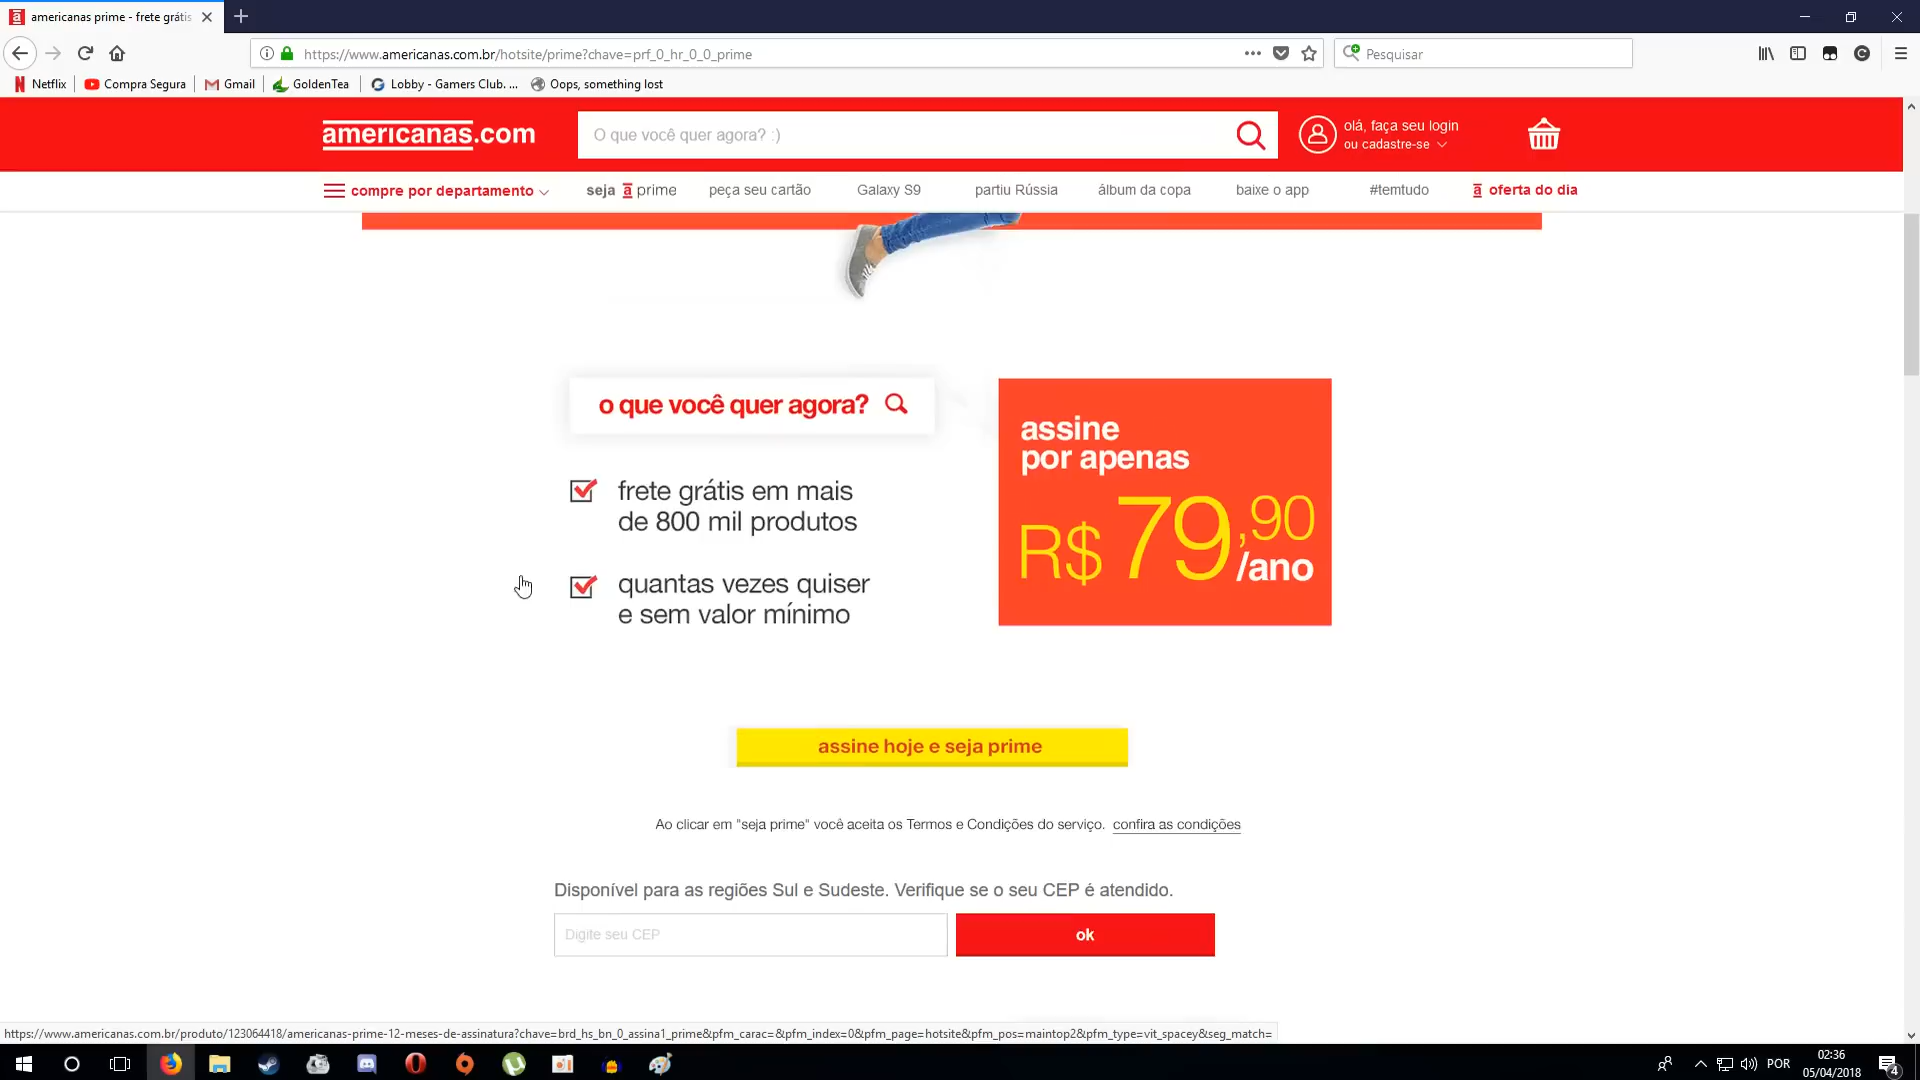 americanas prime - frete grátis
https://www.americanas.com.br/hotsite/prime?chave=prf_0_hr_0_0_prime
Pesquisar
Netflix
Compra Segura
Gmail
GoldenTea
Lobby - Gamers Club. ...
Oops, something lost
americanas.com
O que você quer agora? :)
olá, faça seu login
ou cadastre-se
compre por departamento
seja a prime
peça seu cartão
Galaxy S9
partiu Rússia
álbum da copa
baixe o app
#temtudo
a oferta do dia
o que você quer agora?
frete grátis em mais
de 800 mil produtos
quantas vezes quiser
e sem valor mínimo
assine
por apenas
R$ 79,90
/ano
assine hoje e seja prime
Ao clicar em "seja prime" você aceita os Termos e Condições do serviço. confira as condições
Disponível para as regiões Sul e Sudeste. Verifique se o seu CEP é atendido.
Digite seu CEP
ok
https://www.americanas.com.br/produto/123064418/americanas-prime-12-meses-de-assinatura?chave=brd_hs_bn_0_assina1_prime&pfm_carac=&pfm_index=0&pfm_page=hotsite&pfm_pos=maintop2&pfm_type=vit_spacey&seg_match=
POR
02:36
05/04/2018
4